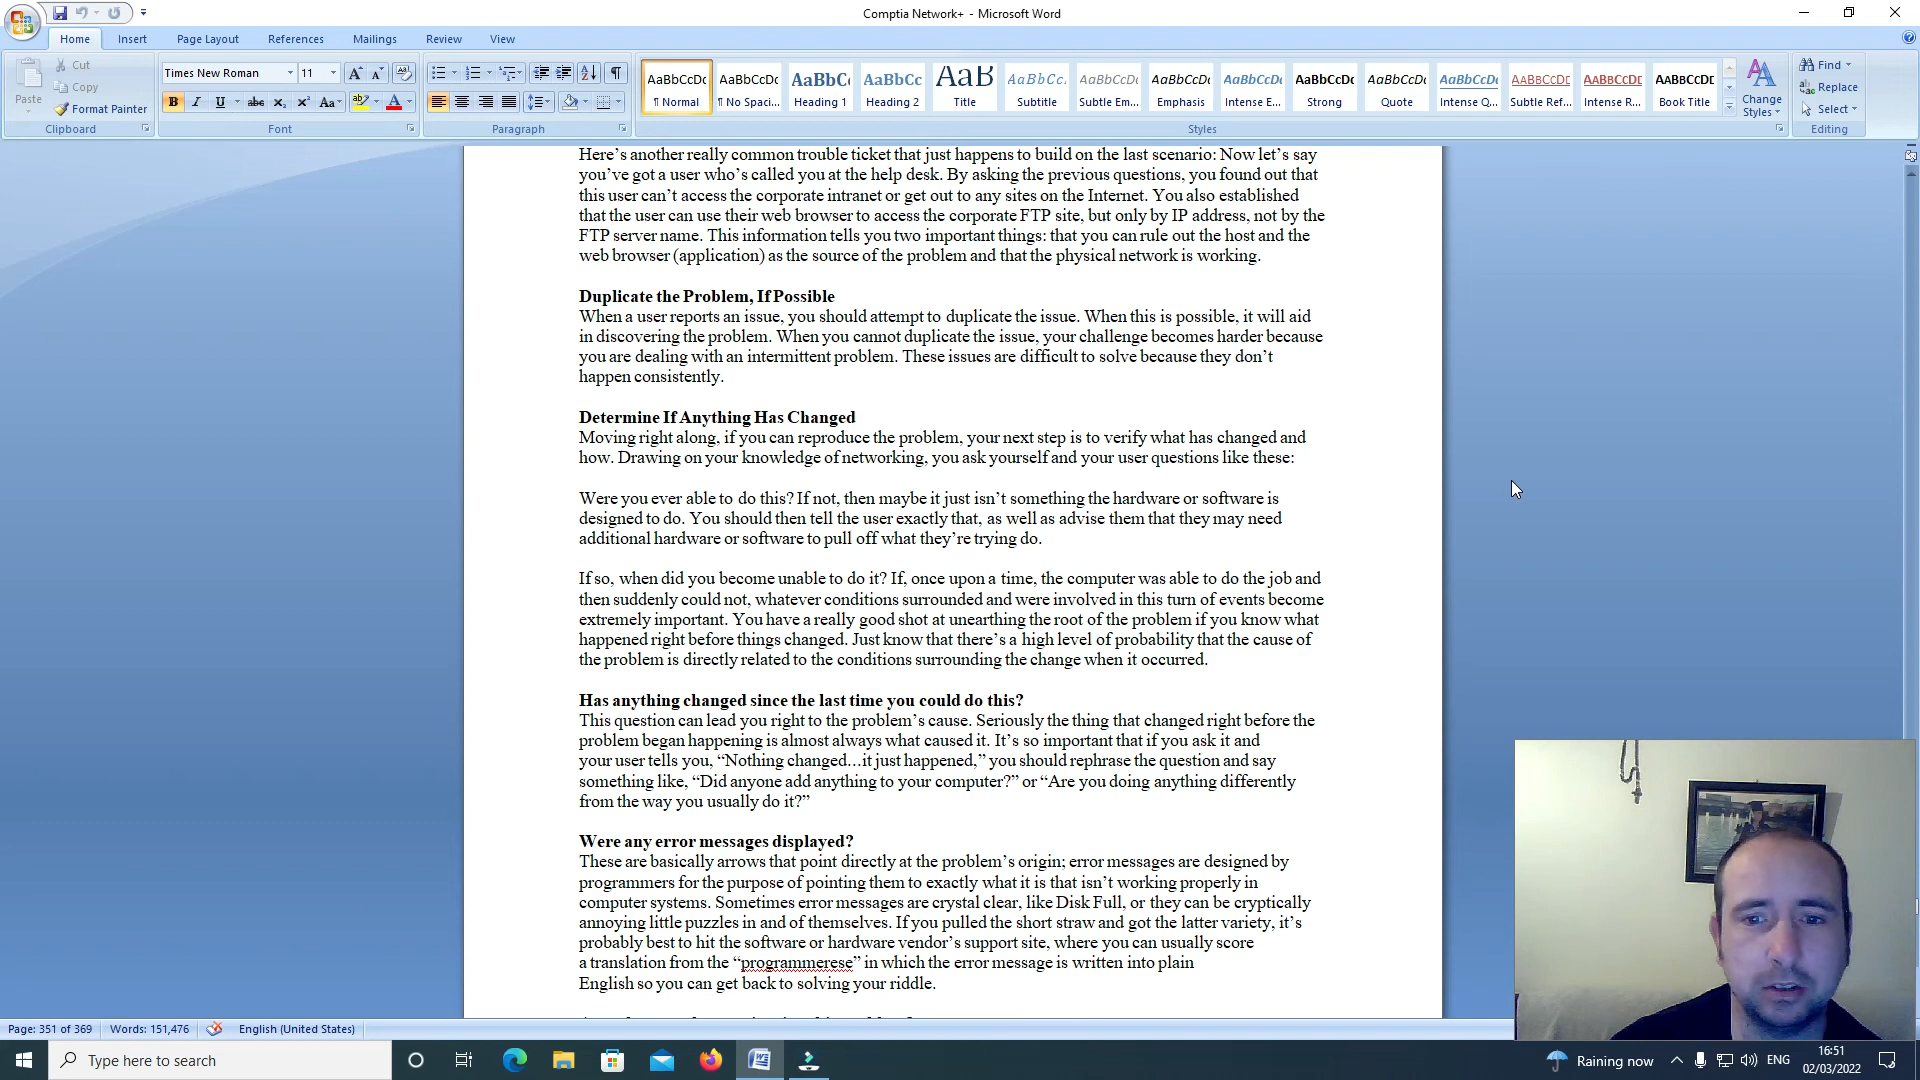 Comptia Network+ - Microsoft Word
Home Insert Page Layout References Mailings Review View
Paste
Cut
Copy
Format Painter
Clipboard
Times New Roman 11
B I U abc Aa
Font
Paragraph
AaBbCcDc AaBbCcDc AaBbC AaBbCc AaB AaBbCc. AaBbCcDc AaBbCcDc AaBbCcDc AaBbCcDc AaBbCcDc AaBbCcDc AABBCCDE AABBCCDE AABBCCDE
¶ Normal ¶ No Spaci... Heading 1 Heading 2 Title Subtitle Subtle Em... Emphasis Intense E... Strong Quote Intense Q... Subtle Ref... Intense R... Book Title
Change
Styles
Styles
Find
Replace
Select
Editing
Here’s another really common trouble ticket that just happens to build on the last scenario: Now let’s say
you’ve got a user who’s called you at the help desk. By asking the previous questions, you found out that
this user can’t access the corporate intranet or get out to any sites on the Internet. You also established
that the user can use their web browser to access the corporate FTP site, but only by IP address, not by the
FTP server name. This information tells you two important things: that you can rule out the host and the
web browser (application) as the source of the problem and that the physical network is working.
Duplicate the Problem, If Possible
When a user reports an issue, you should attempt to duplicate the issue. When this is possible, it will aid
in discovering the problem. When you cannot duplicate the issue, your challenge becomes harder because
you are dealing with an intermittent problem. These issues are difficult to solve because they don’t
happen consistently.
Determine If Anything Has Changed
Moving right along, if you can reproduce the problem, your next step is to verify what has changed and
how. Drawing on your knowledge of networking, you ask yourself and your user questions like these:
Were you ever able to do this? If not, then maybe it just isn’t something the hardware or software is
designed to do. You should then tell the user exactly that, as well as advise them that they may need
additional hardware or software to pull off what they’re trying do.
If so, when did you become unable to do it? If, once upon a time, the computer was able to do the job and
then suddenly could not, whatever conditions surrounded and were involved in this turn of events become
extremely important. You have a really good shot at unearthing the root of the problem if you know what
happened right before things changed. Just know that there’s a high level of probability that the cause of
the problem is directly related to the conditions surrounding the change when it occurred.
Has anything changed since the last time you could do this?
This question can lead you right to the problem’s cause. Seriously the thing that changed right before the
problem began happening is almost always what caused it. It’s so important that if you ask it and
your user tells you, “Nothing changed…it just happened,” you should rephrase the question and say
something like, “Did anyone add anything to your computer?” or “Are you doing anything differently
from the way you usually do it?”
Were any error messages displayed?
These are basically arrows that point directly at the problem’s origin; error messages are designed by
programmers for the purpose of pointing them to exactly what it is that isn’t working properly in
computer systems. Sometimes error messages are crystal clear, like Disk Full, or they can be cryptically
annoying little puzzles in and of themselves. If you pulled the short straw and got the latter variety, it’s
probably best to hit the software or hardware vendor’s support site, where you can usually score
a translation from the “programmerese” in which the error message is written into plain
English so you can get back to solving your riddle.
Page: 351 of 369 Words: 151,476 English (United States)
Type here to search
Raining now
ENG
16:51
02/03/2022